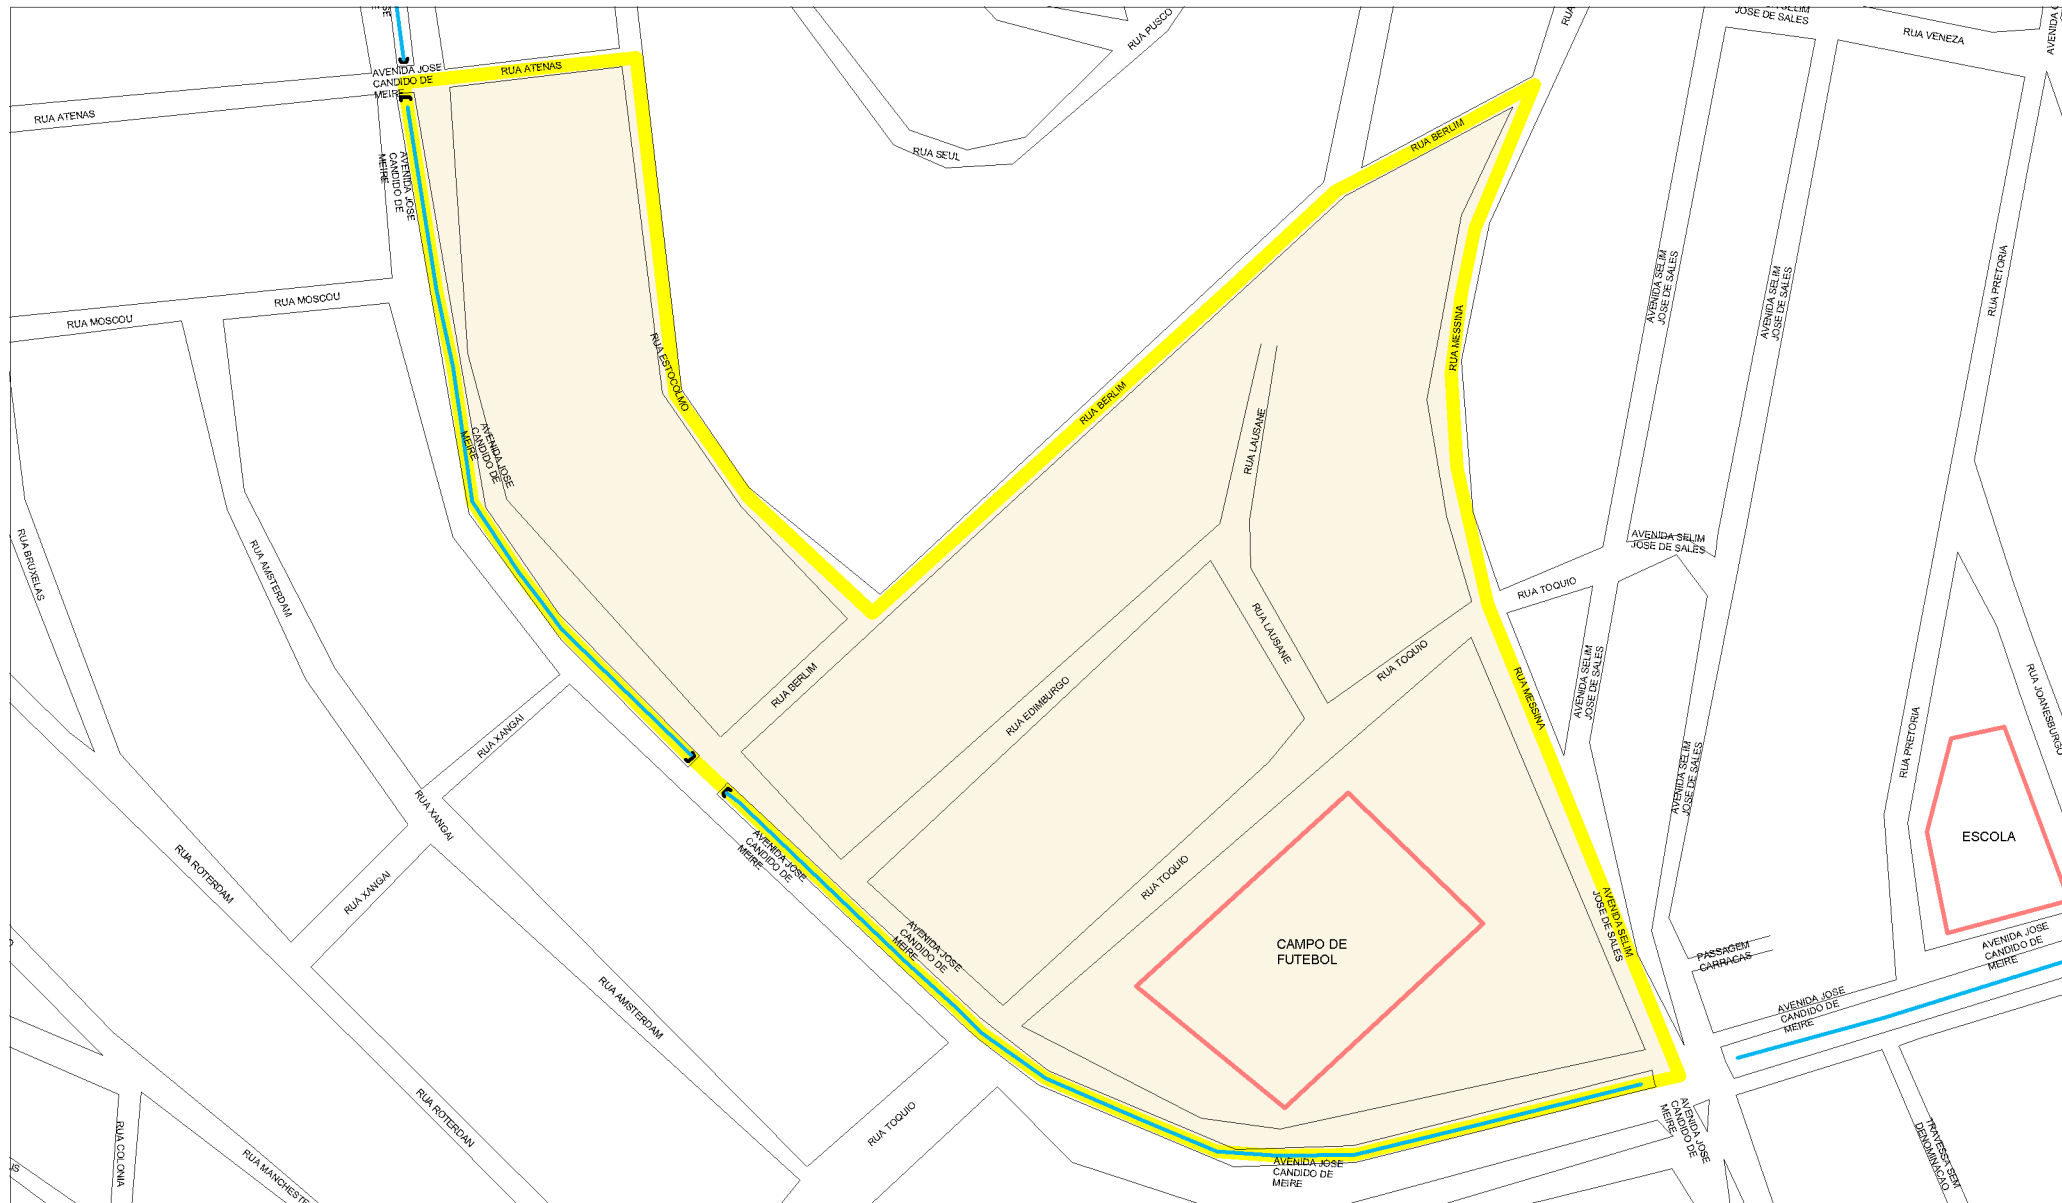 JOSE DE SALES
RUA VENEZA
RUA PUSCO
RUA
AVENIDA JOSE
CANDIDO DE
MEIRE
RUA ATENAS
RUA ATENAS
RUA SEUL
RUA BERLIM
AVENIDA JOSE
CANDIDO DE
MEIRE
RUA MOSCOU
RUA MOSCOU
RUA ESTOCOLMO
RUA BERLIM
RUA MESSINA
AVENIDA SELIM
JOSE DE SALES
AVENIDA SELIM
JOSE DE SALES
RUA PRETORIA
RUA LAUSANE
AVENIDA JOSE
CANDIDO DE
MEIRE
RUA BRUXELAS
RUA AMSTERDAM
AVENIDA SELIM
JOSE DE SALES
RUA TOQUIO
RUA LAUSANE
RUA TOQUIO
RUA BERLIM
RUA EDIMBURGO
RUA MESSINA
AVENIDA SELIM
JOSE DE SALES
RUA JOANESBURGO
RUA XANGAI
RUA XANGAI
RUA XANGAI
RUA PRETORIA
AVENIDA SELIM
JOSE DE SALES
ESCOLA
RUA ROTERDAM
AVENIDA JOSE
CANDIDO DE
MEIRE
RUA TOQUIO
AVENIDA JOSE
CANDIDO DE
MEIRE
CAMPO DE
FUTEBOL
AVENIDA SELIM
JOSE DE SALES
PASSAGEM
CARRACAS
AVENIDA JOSE
CANDIDO DE
MEIRE
AVENIDA JOSE
CANDIDO DE
MEIRE
RUA AMSTERDAM
RUA ROTERDAN
RUA TOQUIO
RUA COLONIA
RUA MANCHESTE
AVENIDA JOSE
CANDIDO DE
MEIRE
AVENIDA JOSE
CANDIDO DE
MEIRE
TRAVESSA SEM
DENOMINACAO